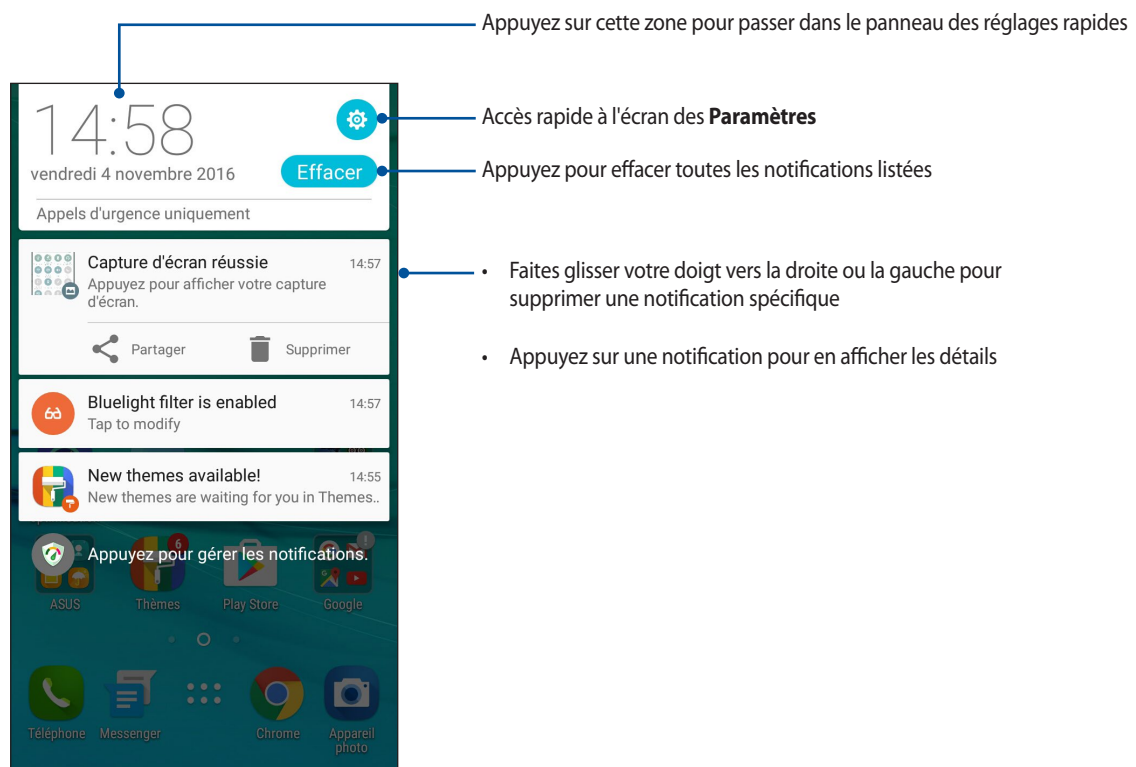 Appuyez sur cette zone pour passer dans le panneau des réglages rapides
14:58
Accès rapide à l'écran des Paramètres
vendredi 4 novembre 2016
Effacer
Appuyez pour effacer toutes les notifications listées
Appels d'urgence uniquement
Capture d'écran réussie 14:57
Appuyez pour afficher votre capture
d'écran.
Partager Supprimer
• Faites glisser votre doigt vers la droite ou la gauche pour
supprimer une notification spécifique
• Appuyez sur une notification pour en afficher les détails
Bluelight filter is enabled 14:57
Tap to modify
New themes available! 14:55
New themes are waiting for you in Themes..
Appuyez pour gérer les notifications.
6
ASUS Thèmes Play Store Google
Téléphone Messenger Chrome Appareil
photo